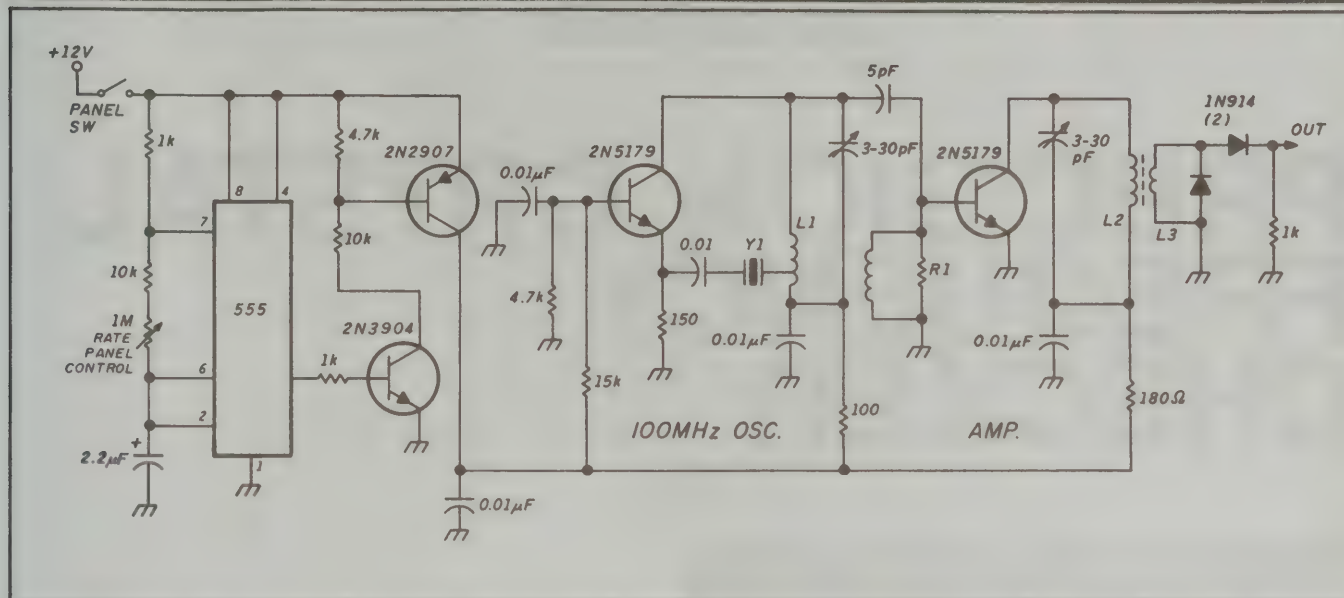 +12V
PANEL
SW
1k
7
10k
1M
RATE
PANEL
CONTROL
6
2
+
2.2µF
8
4
555
1
4.7k
2N2907
10k
2N3904
1k
0.01µF
0.01µF
4.7k
15k
2N5179
0.01
Y1
150
L1
0.01µF
100MHz OSC.
3-30pF
5pF
100
2N5179
R1
AMP.
3-30
pF
0.01µF
L2
L3
180Ω
1N914
(2)
OUT
1k